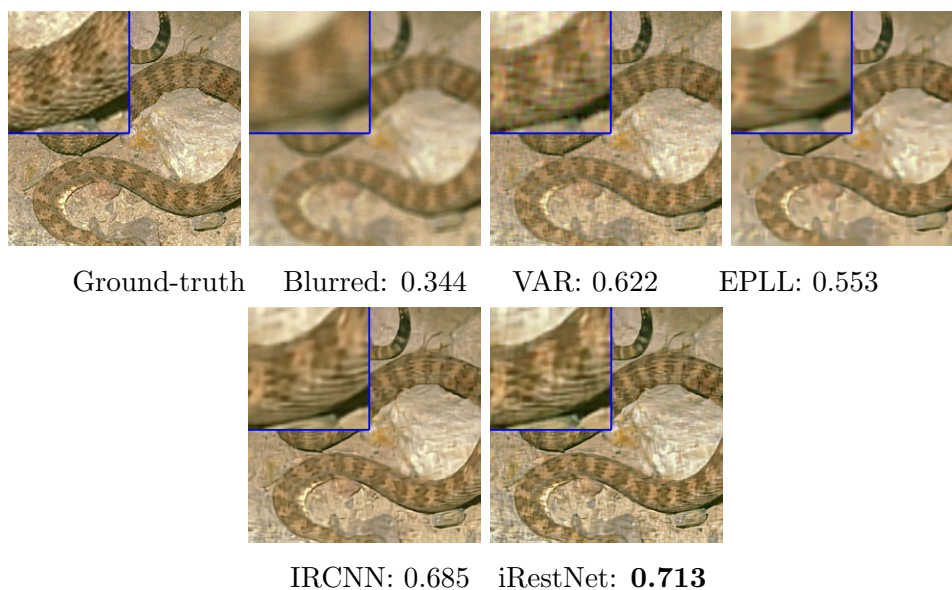 Ground-truth Blurred: 0.344 VAR: 0.622 EPLL: 0.553
IRCNN: 0.685 iRestNet: 0.713